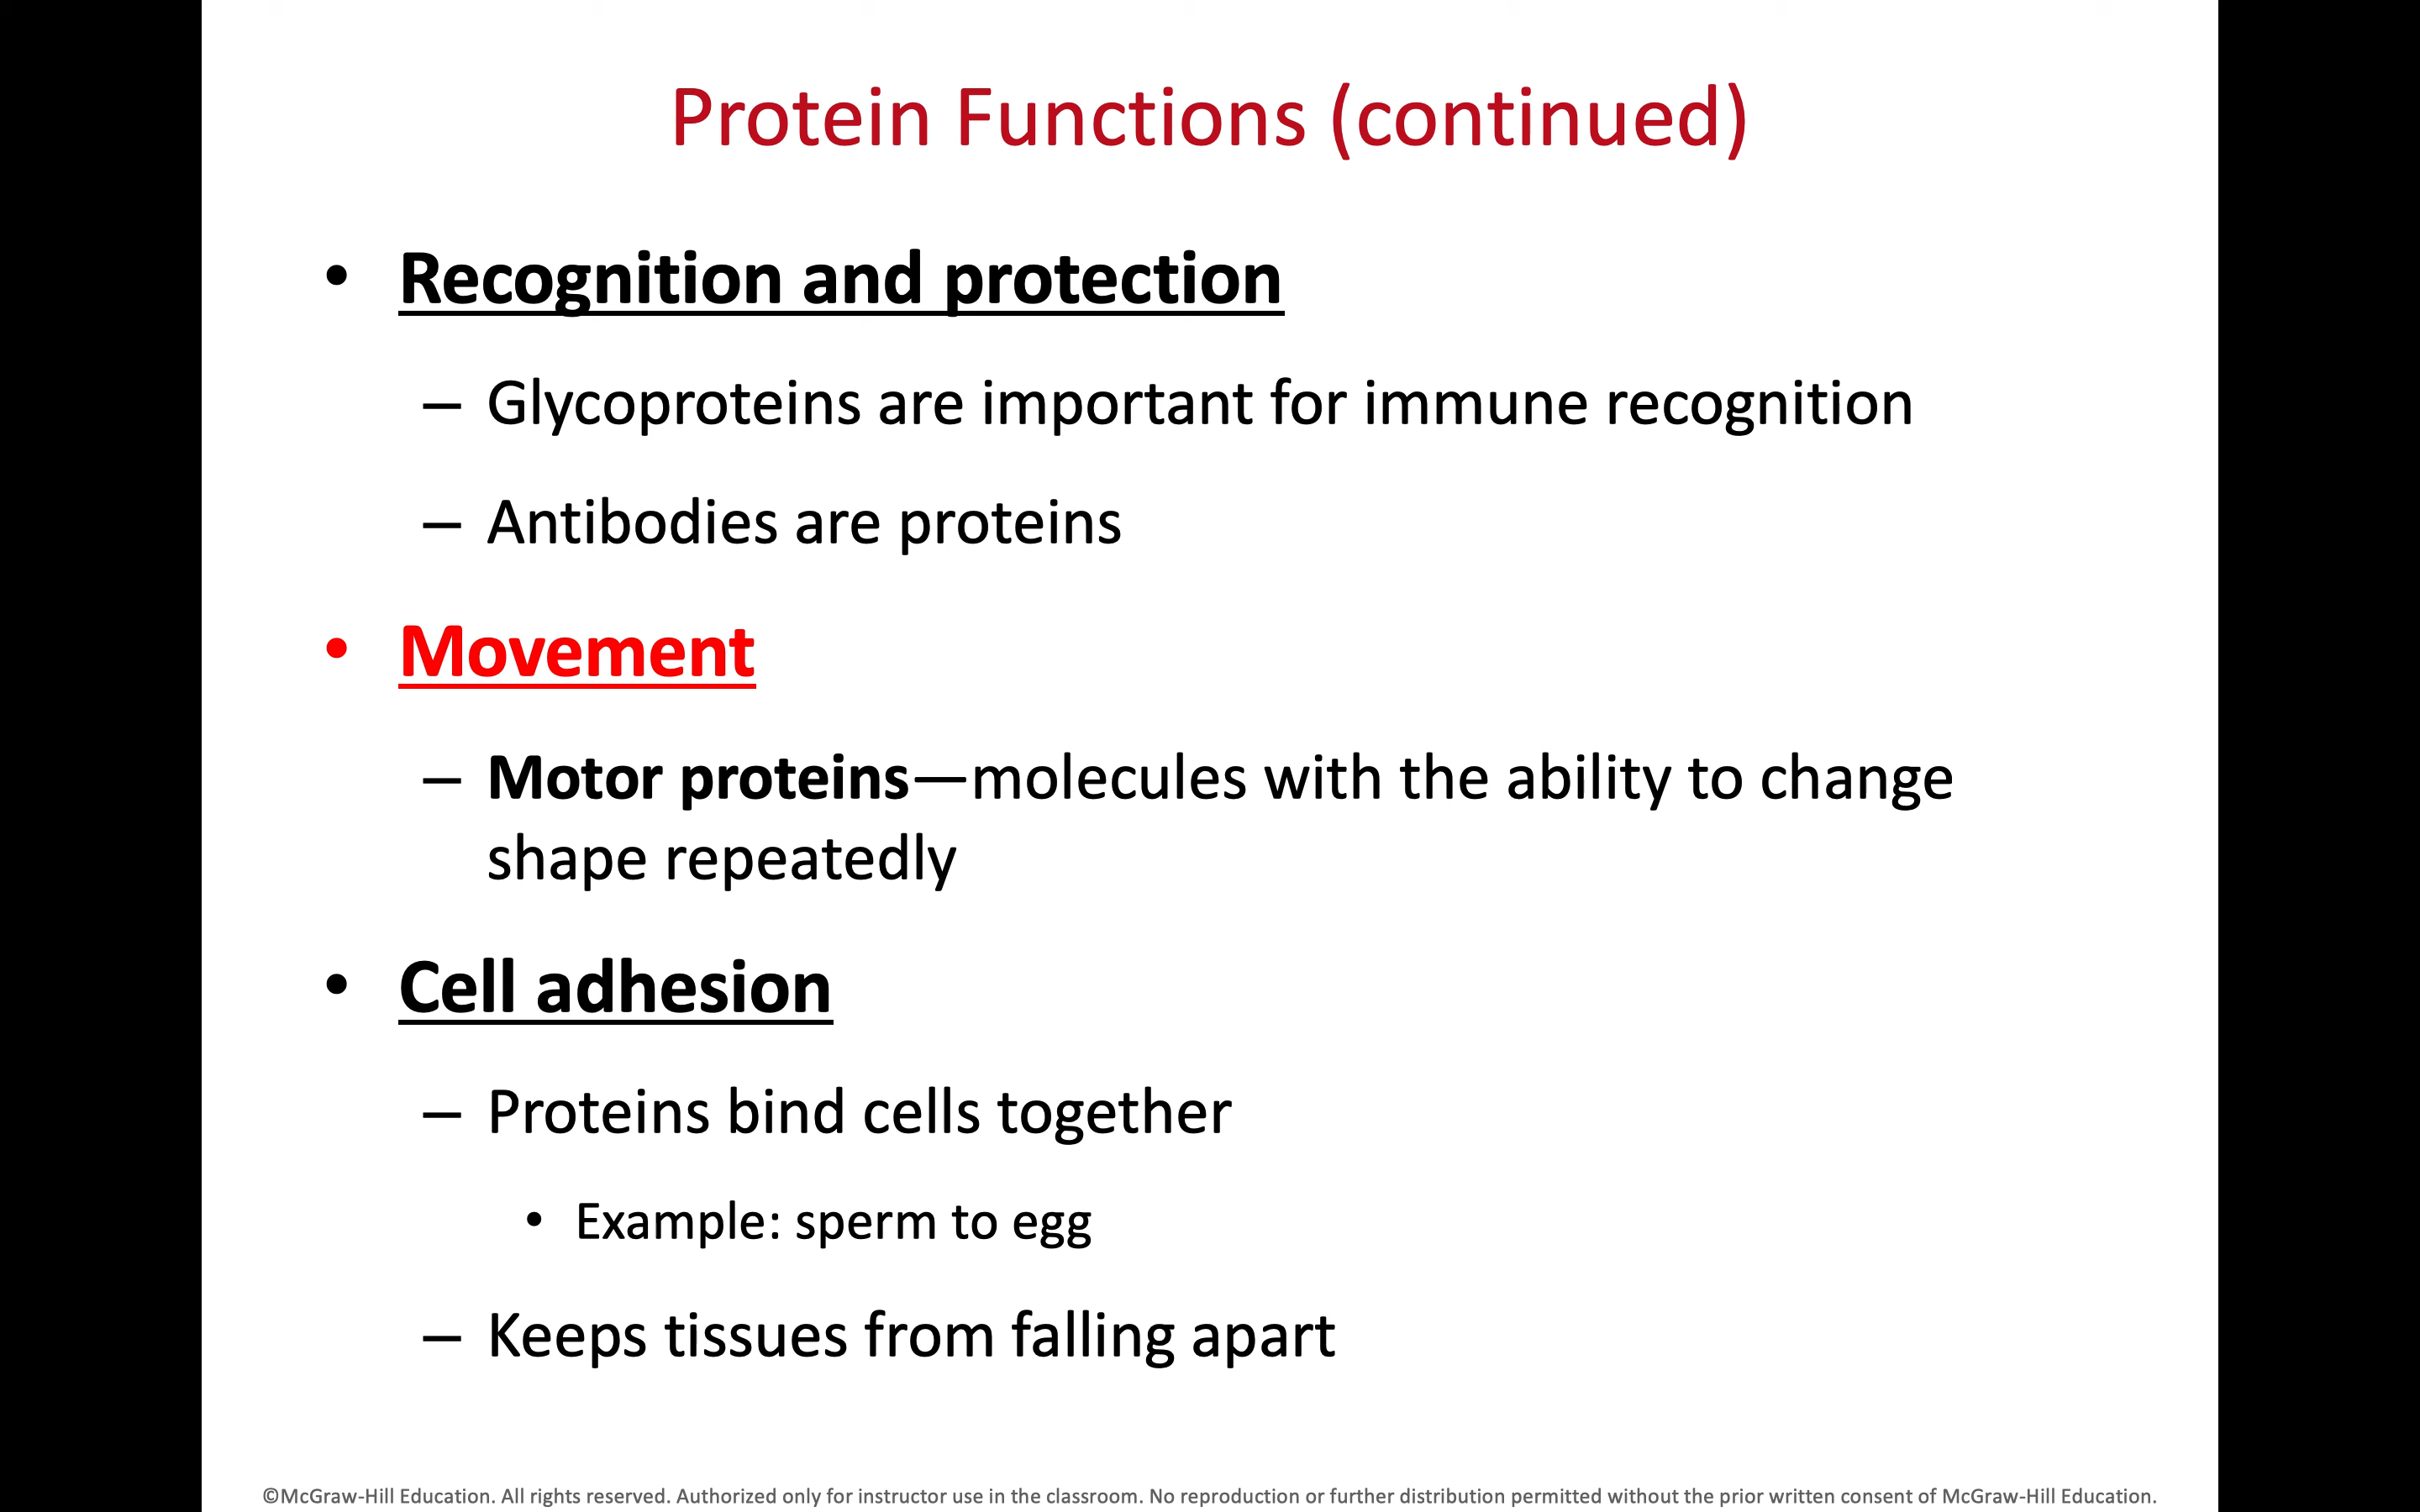 Protein Functions (continued)
• Recognition and protection
– Glycoproteins are important for immune recognition
– Antibodies are proteins
• Movement
– Motor proteins—molecules with the ability to change
shape repeatedly
• Cell adhesion
– Proteins bind cells together
• Example: sperm to egg
– Keeps tissues from falling apart
©McGraw-Hill Education. All rights reserved. Authorized only for instructor use in the classroom. No reproduction or further distribution permitted without the prior written consent of McGraw-Hill Education.